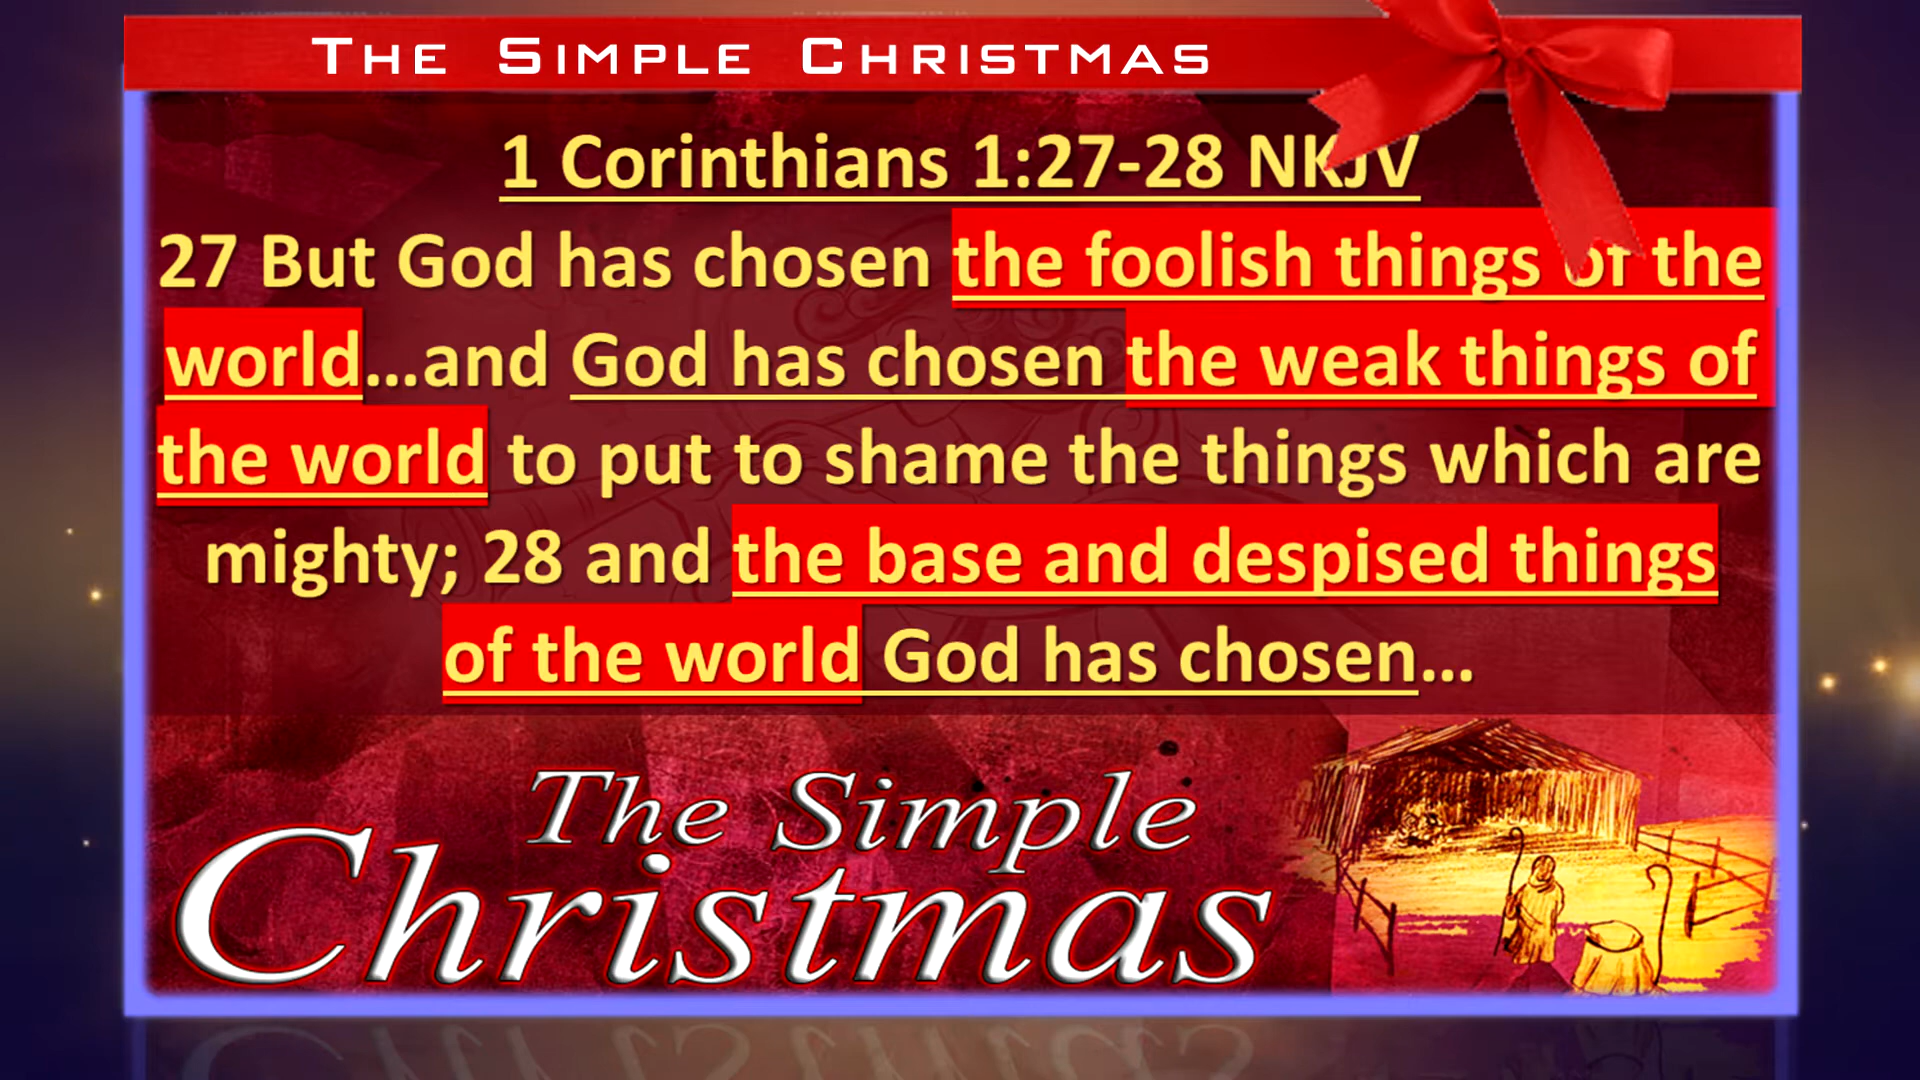 The Simple Christmas
1 Corinthians 1:27-28 NKJV
27 But God has chosen the foolish things of the
world...and God has chosen the weak things of
the world to put to shame the things which are
mighty; 28 and the base and despised things
of the world God has chosen...
The Simple
Christmas